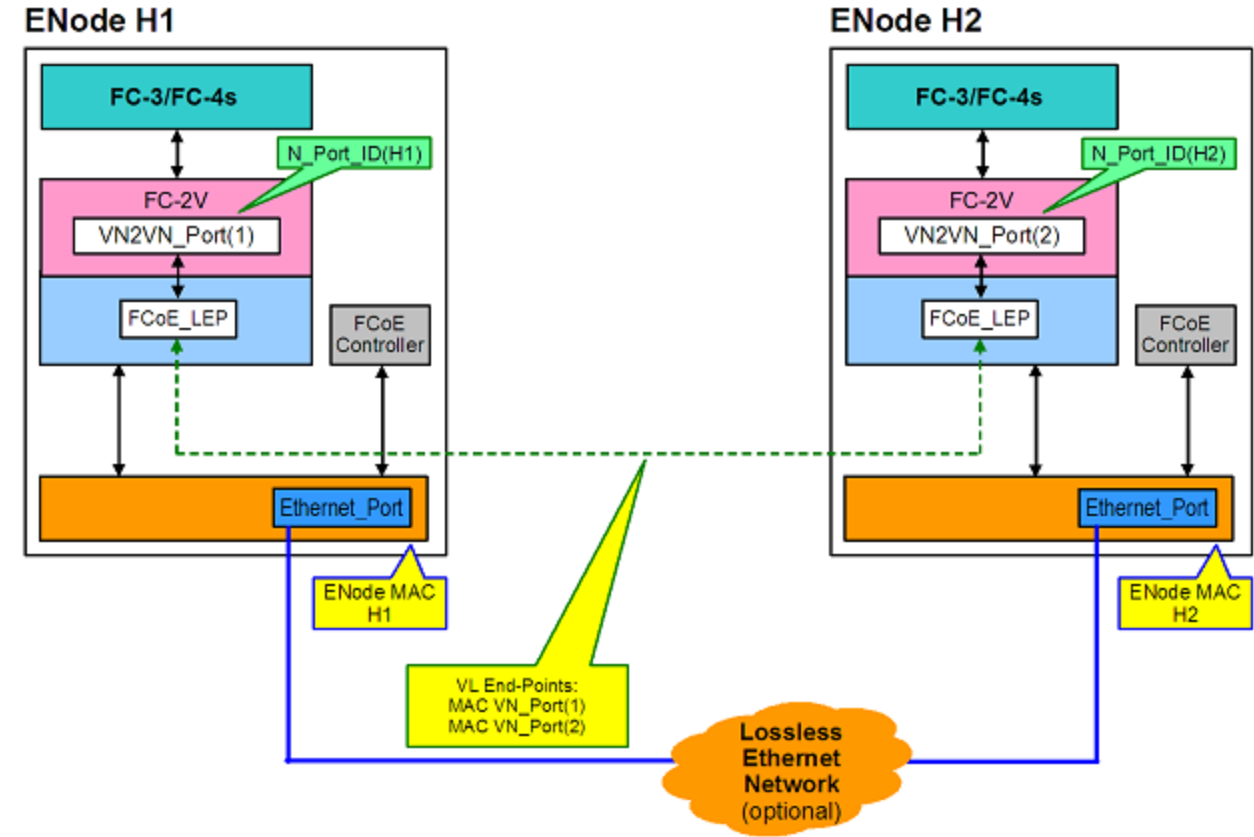 ENode H1
ENode H2
FC-3/FC-4s
FC-3/FC-4s
N_Port_ID(H1)
N_Port_ID(H2)
FC-2V
FC-2V
VN2VN_Port(1)
VN2VN_Port(2)
FCoE_LEP
FCoE
Controller
FCoE_LEP
FCoE
Controller
Ethernet_Port
Ethernet_Port
ENode MAC
H1
ENode MAC
H2
VL End-Points:
MAC VN_Port(1)
MAC VN_Port(2)
Lossless
Ethernet
Network
(optional)